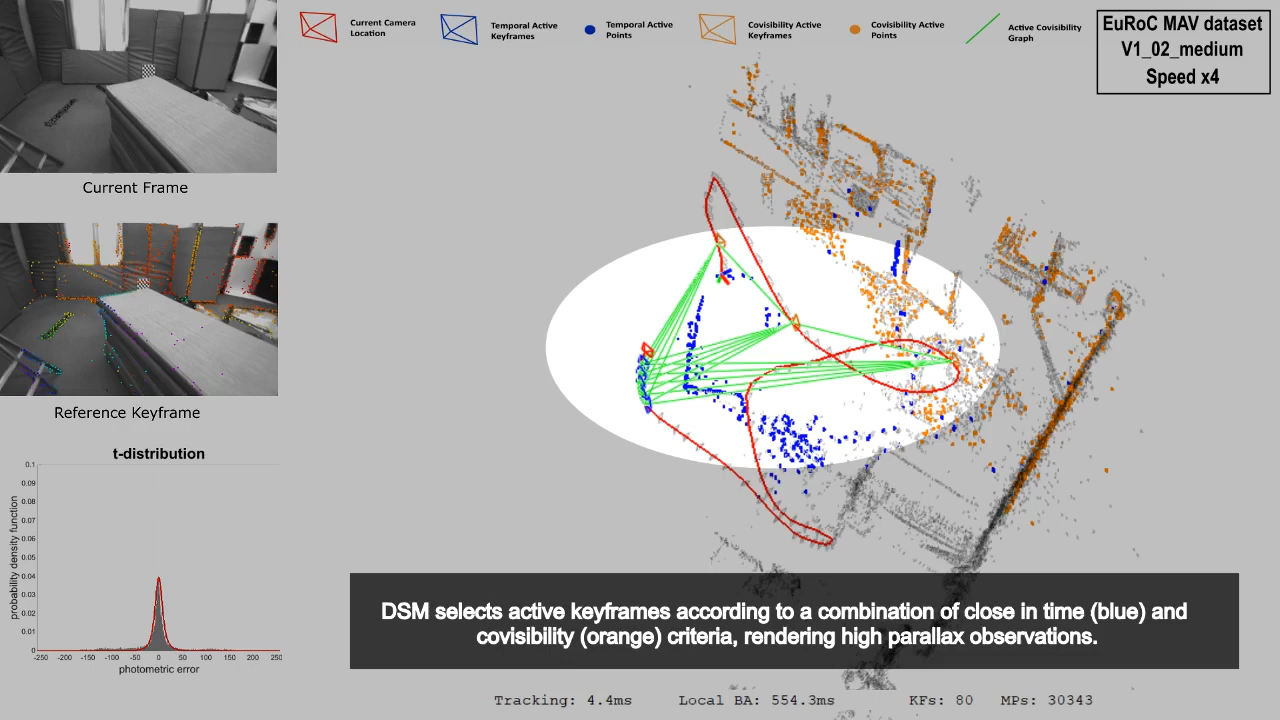 Current Camera
Location
Temporal Active
Keyframes
Temporal Active
Points
Covisibility Active
Keyframes
Covisibility Active
Points
Active Covisibility
Graph
EuRoC MAV dataset
V1_02_medium
Speed x4
Current Frame
Reference Keyframe
t-distribution
probability density function
0.1
0.09
0.08
0.07
0.06
0.05
0.04
0.03
0.02
0.01
0
-250 -200 -150 -100 -50 0 50 100 150 200 250
photometric error
DSM selects active keyframes according to a combination of close in time (blue) and
covisibility (orange) criteria, rendering high parallax observations.
Tracking: 4.4ms Local BA: 554.3ms KFs: 80 MPs: 30343